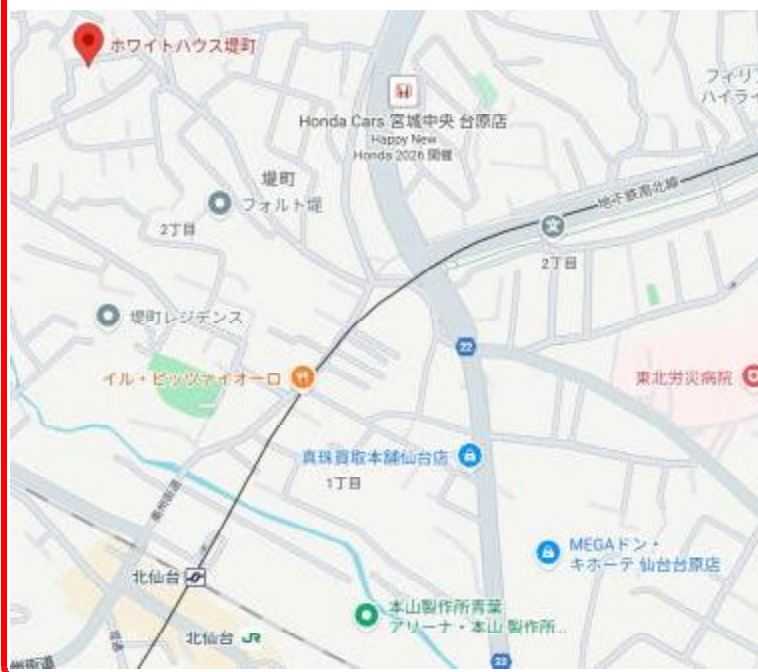 ホワイトハウス堤町
フィリ
ハイライ
Honda Cars 宮城中央 台原店
Happy New
Honda 2026 開催
堤町
フォルト堤
2丁目
地下鉄南北線
2丁目
堤町レジデンス
22
イル・ピッツァイオーロ
東北労災病院
真珠買取本舗仙台店
1丁目
MEGAドン・
キホーテ 仙台台原店
北仙台
本山製作所青葉
アリーナ・本山製作所...
北仙台 JR
22